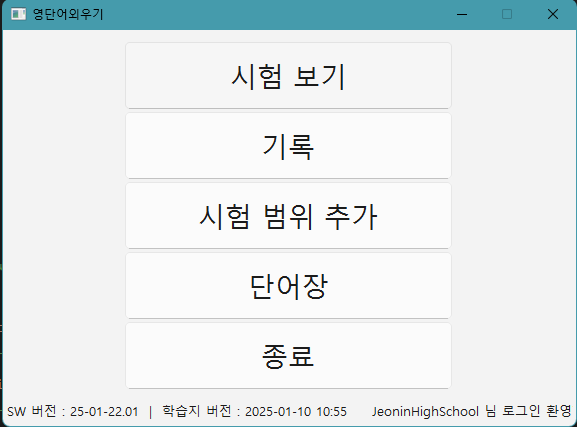 영단어외우기
시험 보기
기록
시험 범위 추가
단어장
종료
SW 버전 : 25-01-22.01 | 학습지 버전 : 2025-01-10 10:55 JeoninHighSchool 님 로그인 환영